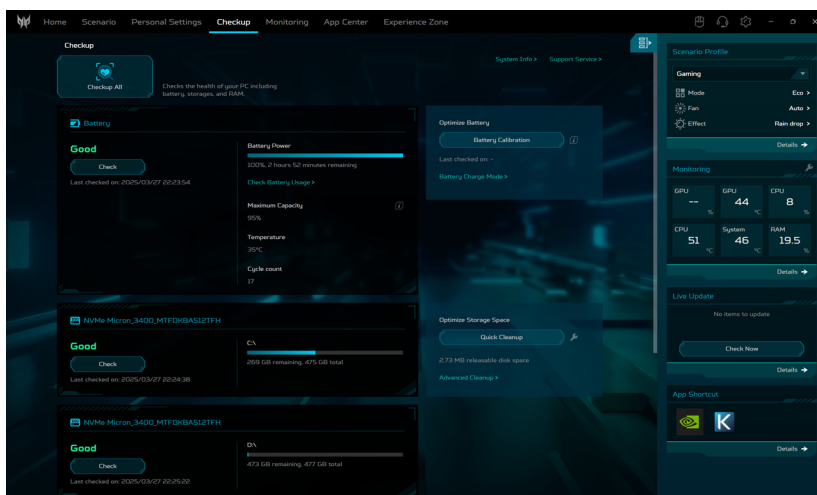 Home Scenario Personal Settings Checkup Monitoring App Center Experience Zone
Checkup
Checkup All
Checks the health of your PC including
battery, storages, and RAM.
System Info > Support Service >
Battery
Good
Check
Last checked on: 2025/03/27 22:23:54
Battery Power
100%, 2 hours 52 minutes remaining
Check Battery Usage >
Maximum Capacity
95%
Temperature
35°C
Cycle count
17
Optimize Battery
Battery Calibration
Last checked on: -
Battery Charge Mode >
NVMe Micron_3400_MTFDKBA512TFH
Good
Check
Last checked on: 2025/03/27 22:24:38
C:\
269 GB remaining, 475 GB total
Optimize Storage Space
Quick Cleanup
2.73 MB releasatile disk space
Advanced Cleanup >
NVMe Micron_3400_MTFDKBA512TFH
Good
Check
Last checked on: 2025/03/27 22:25:22
D:\
473 GB remaining, 477 GB total
Scenario Profile
Gaming
Mode Eco >
Fan Auto >
Effect Rain drop >
Details →
Monitoring
GPU GPU CPU
-- 44 8
% °C %
CPU System RAM
51 46 19.5
°C °C %
Details →
Live Update
No items to update
Check Now
Details →
App Shortcut
K
Details →